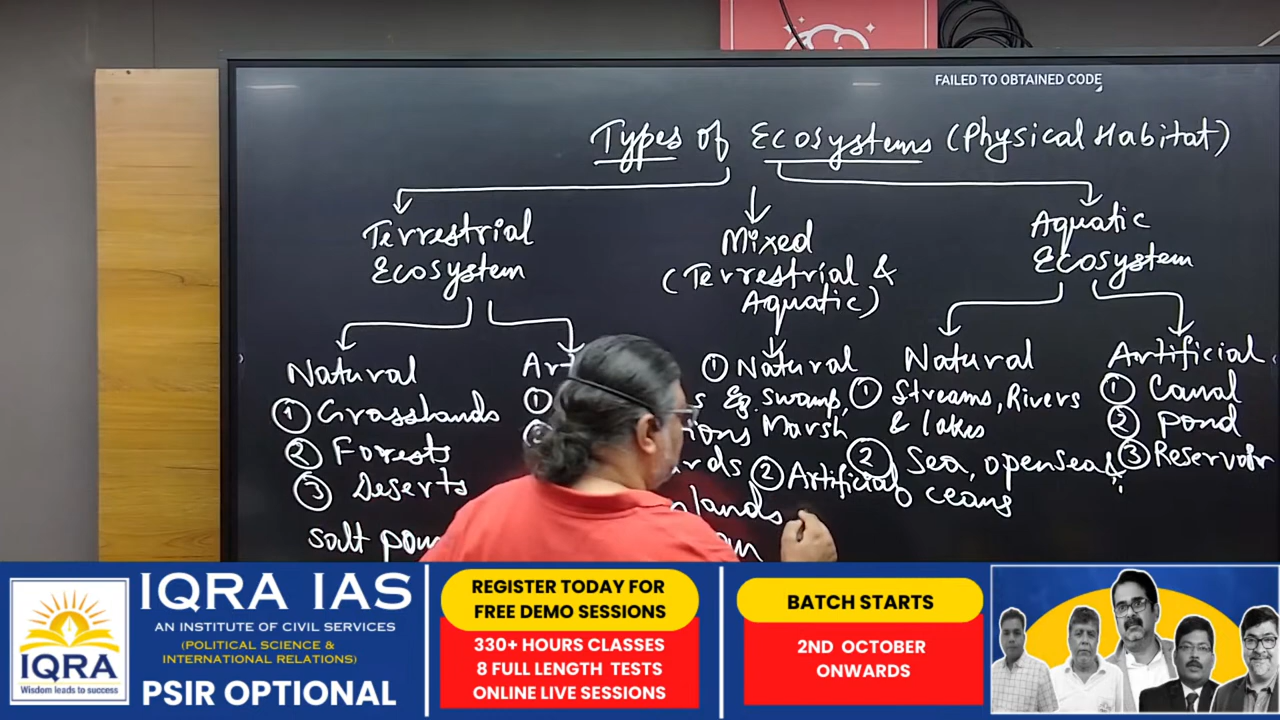 FAILED TO OBTAINED CODE
Types of Ecosystems (Physical Habitat)
Terrestrial
Ecosystem
Mixed
(Terrestrial &
Aquatic)
Aquatic
Ecosystem
Natural
① Grasslands
② Forests
③ Deserts
salt
① Natural
Eg. swamp,
Marsh
② Artificial
Natural
① Streams, Rivers
& lakes
② Sea, open sea &
oceans
Artificial
① Canal
② Pond
③ Reservoir
IQRA
Wisdom leads to success
IQRA IAS
AN INSTITUTE OF CIVIL SERVICES
(POLITICAL SCIENCE &
INTERNATIONAL RELATIONS)
PSIR OPTIONAL
REGISTER TODAY FOR
FREE DEMO SESSIONS
330+ HOURS CLASSES
8 FULL LENGTH TESTS
ONLINE LIVE SESSIONS
BATCH STARTS
2ND OCTOBER
ONWARDS